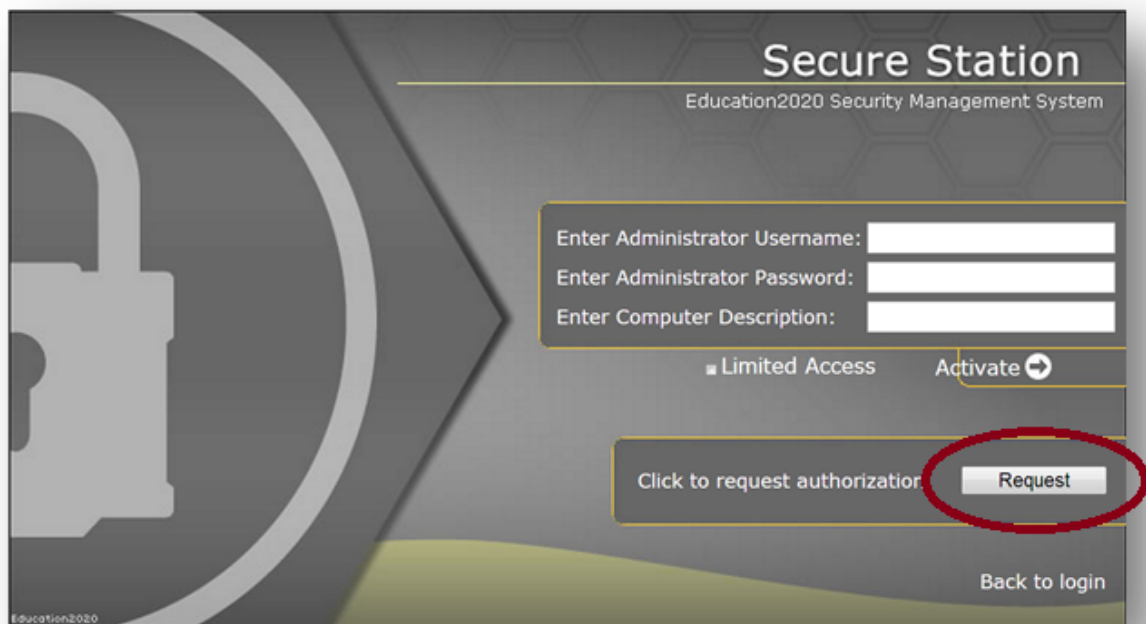 Secure Station
Education2020 Security Management System
Enter Administrator Username:
Enter Administrator Password:
Enter Computer Description:
Limited Access Activate
Click to request authorization Request
Back to login
Education2020